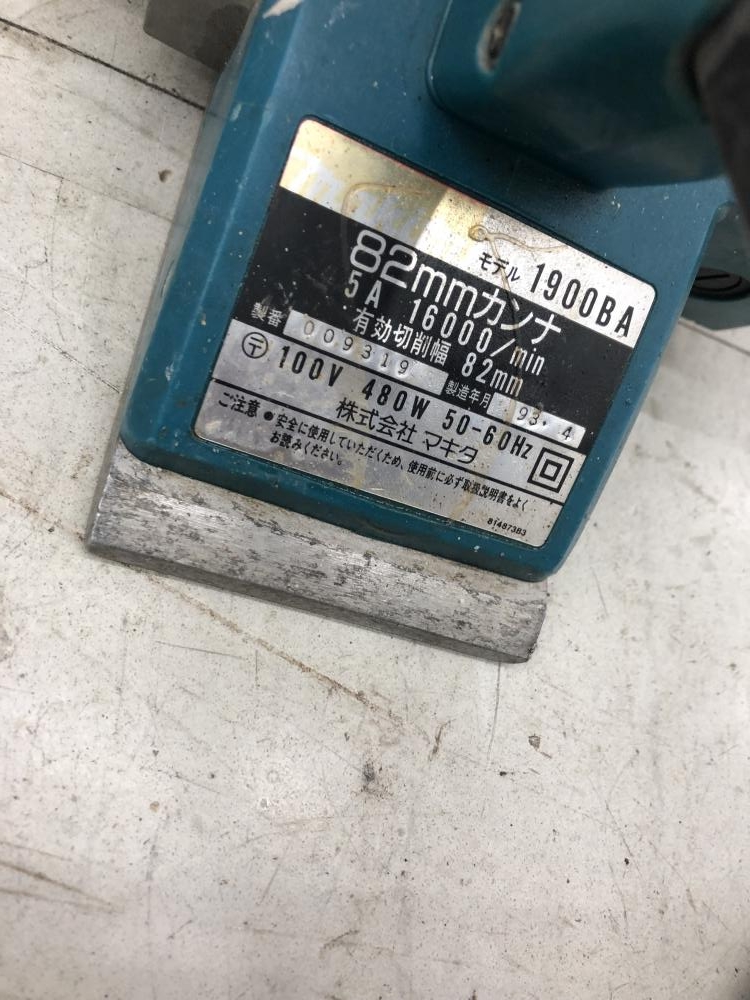 makita
モデル 1900BA
82mmカンナ
5A 16000/min
有効切削幅 82mm
製番 009319 製造年月 93.4
〒 100V 480W 50-60Hz
株式会社 マキタ
ご注意 ● 安全に使用していただくため、使用前に必ず取扱説明書をよく
お読みください。
814873B3